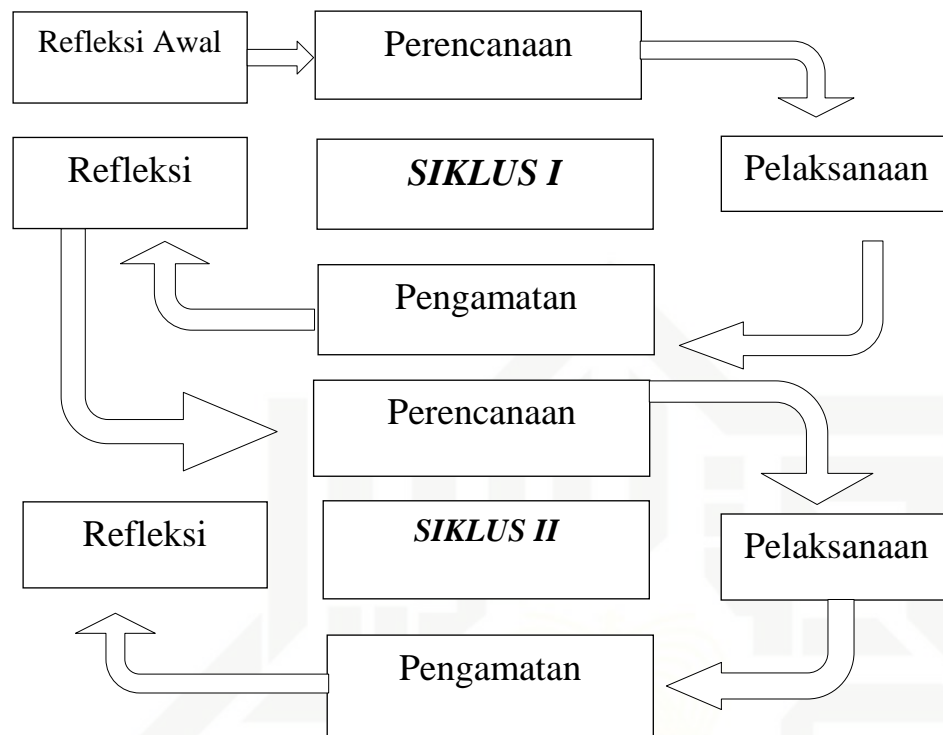 Refleksi Awal
Perencanaan
Refleksi
SIKLUS I
Pelaksanaan
Pengamatan
Perencanaan
Refleksi
SIKLUS II
Pelaksanaan
Pengamatan